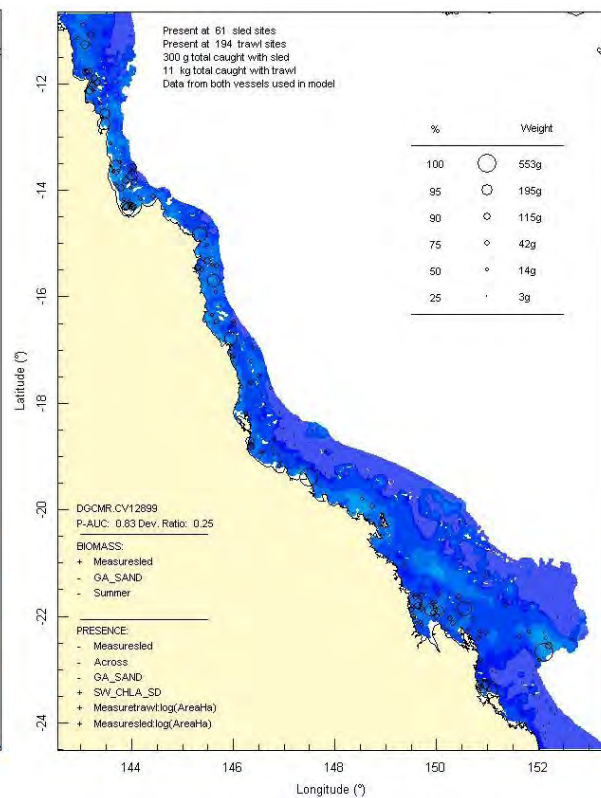 Present at 61 sled sites
Present at 194 trawl sites
300 g total caught with sled
11 kg total caught with trawl
Data from both vessels used in model
% Weight
100 553g
95 195g
90 115g
75 42g
50 14g
25 3g
-12
-14
-16
-18
-20
-22
-24
Latitude (°)
DGCMR.CV12899
P-AUC: 0.83 Dev. Ratio: 0.25
BIOMASS:
+ Measuresled
- GA_SAND
- Summer
PRESENCE:
- Measuresled
- Across
- GA_SAND
+ SW_CHLA_SD
+ Measuretrawl:log(AreaHa)
+ Measuresled:log(AreaHa)
144 146 148 150 152
Longitude (°)